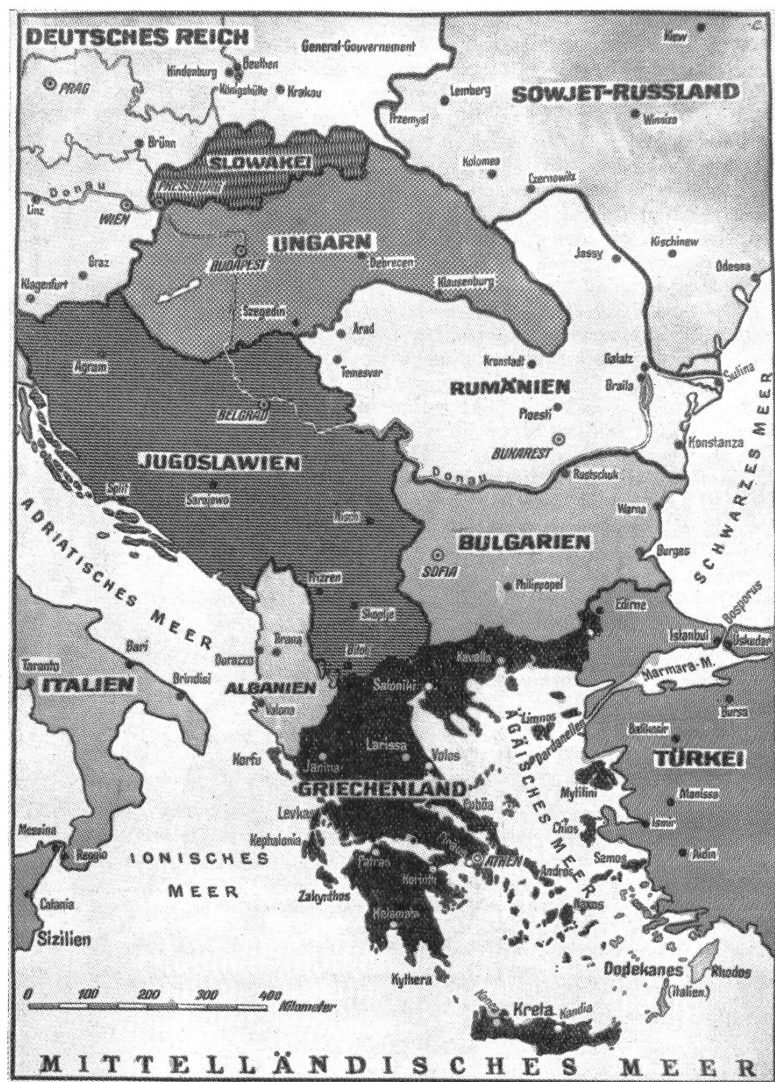 DEUTSCHES REICH
General-Gouvernement
Kiew
Beuthen
Hindenburg
Königshütte
Krakau
PRAG
Lemberg
SOWJET-RUSSLAND
Przemysl
Winniza
Brünn
SLOWAKEI
Kolomea
Czernowitz
Donau
PRESSBURG
Linz
WIEN
UNGARN
BUDAPEST
Debrecen
Jassy
Kischinew
Odessa
Graz
Klagenfurt
Klausenburg
Szegedin
Arad
Agram
Temesvar
Kronstadt
Galatz
Braila
Sulina
RUMÄNIEN
Ploesti
BELGRAD
BUKAREST
Konstanza
JUGOSLAWIEN
Donau
Rustschuk
SCHWARZES MEER
Split
Sarajewo
Nisch
Warna
ADRIATISCHES MEER
BULGARIEN
SOFIA
Burgas
Prizren
Philippopel
Skoplje
Edirne
Bosporus
Bari
Durazzo
Tirana
Bitolj
Kavalla
Istanbul
Üsküdar
Taranto
Brindisi
Marmara-M.
ITALIEN
ALBANIEN
Saloniki
Valona
Limnos
Dardanellen
Bursa
Balikesir
ÄGÄISCHES MEER
Korfu
Janina
Larissa
Volos
TÜRKEI
GRIECHENLAND
Mytilini
Manissa
Levkas
Euböa
Chios
Ismir
Messina
Kephalonia
Reggio
IONISCHES
MEER
Patras
Korinth
ATHEN
Andros
Samos
Aidin
Zakynthos
Naxos
Catania
Kalamata
Sizilien
Dodekanes
(italien.)
Rhodos
Kythera
0 100 200 300 400
Kilometer
Kreta
Kandia
MITTELLÄNDISCHES MEER